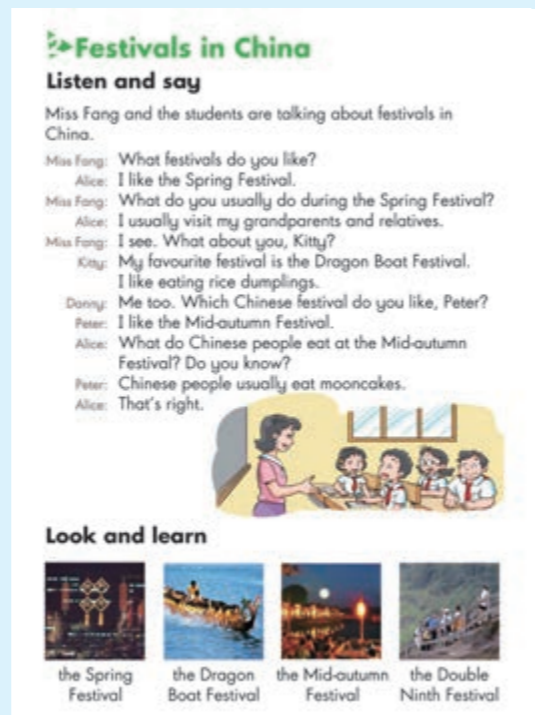 Festivals in China
Listen and say
Miss Fang and the students are talking about festivals in
China.
Miss Fang: What festivals do you like?
Alice: I like the Spring Festival.
Miss Fang: What do you usually do during the Spring Festival?
Alice: I usually visit my grandparents and relatives.
Miss Fang: I see. What about you, Kitty?
Kitty: My favourite festival is the Dragon Boat Festival.
I like eating rice dumplings.
Danny: Me too. Which Chinese festival do you like, Peter?
Peter: I like the Mid-autumn Festival.
Alice: What do Chinese people eat at the Mid-autumn
Festival? Do you know?
Peter: Chinese people usually eat mooncakes.
Alice: That's right.
Look and learn
the Spring
Festival
the Dragon
Boat Festival
the Mid-autumn
Festival
the Double
Ninth Festival